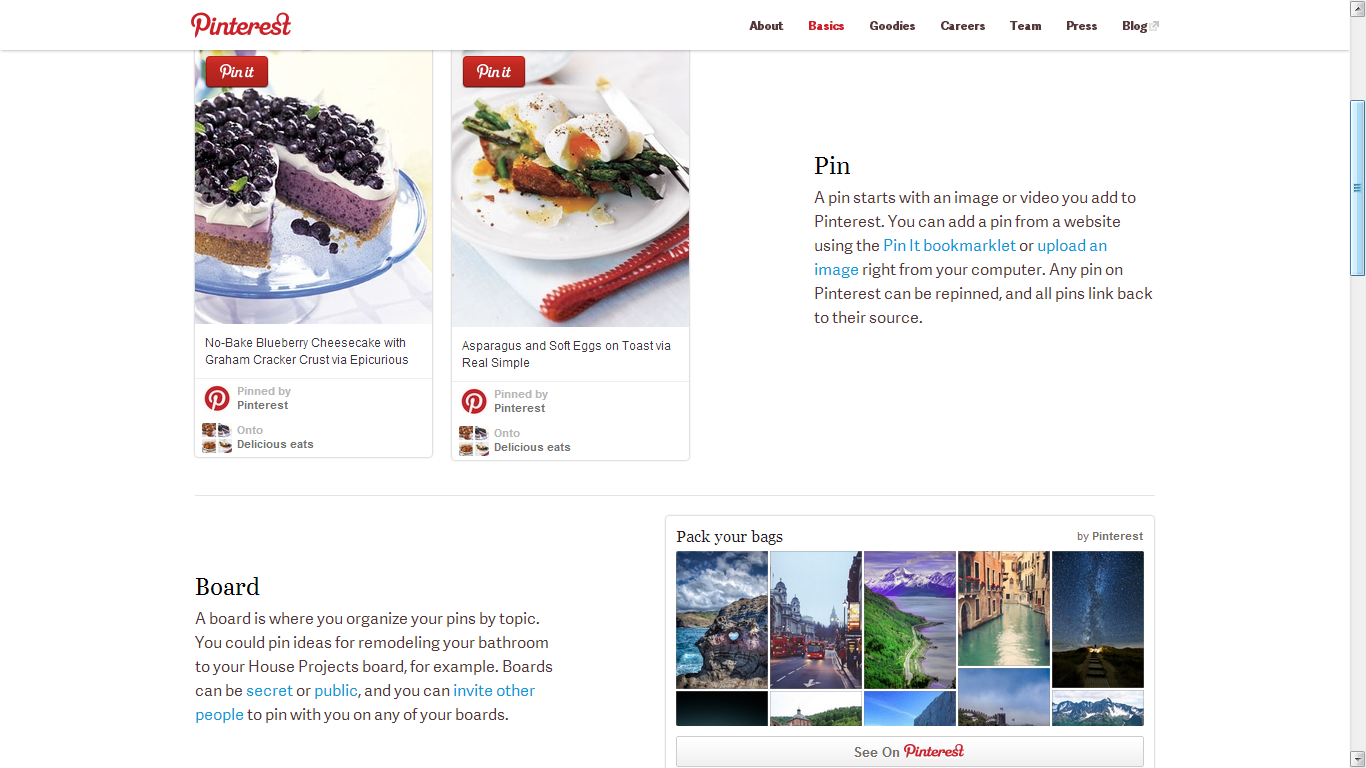 Pinterest
About Basics Goodies Careers Team Press Blog
Pin it
No-Bake Blueberry Cheesecake with
Graham Cracker Crust via Epicurious
Pinned by
Pinterest
Onto
Delicious eats
Pin it
Asparagus and Soft Eggs on Toast via
Real Simple
Pinned by
Pinterest
Onto
Delicious eats
Pin
A pin starts with an image or video you add to
Pinterest. You can add a pin from a website
using the Pin It bookmarklet or upload an
image right from your computer. Any pin on
Pinterest can be repinned, and all pins link back
to their source.
Board
A board is where you organize your pins by topic.
You could pin ideas for remodeling your bathroom
to your House Projects board, for example. Boards
can be secret or public, and you can invite other
people to pin with you on any of your boards.
Pack your bags
by Pinterest
See On Pinterest